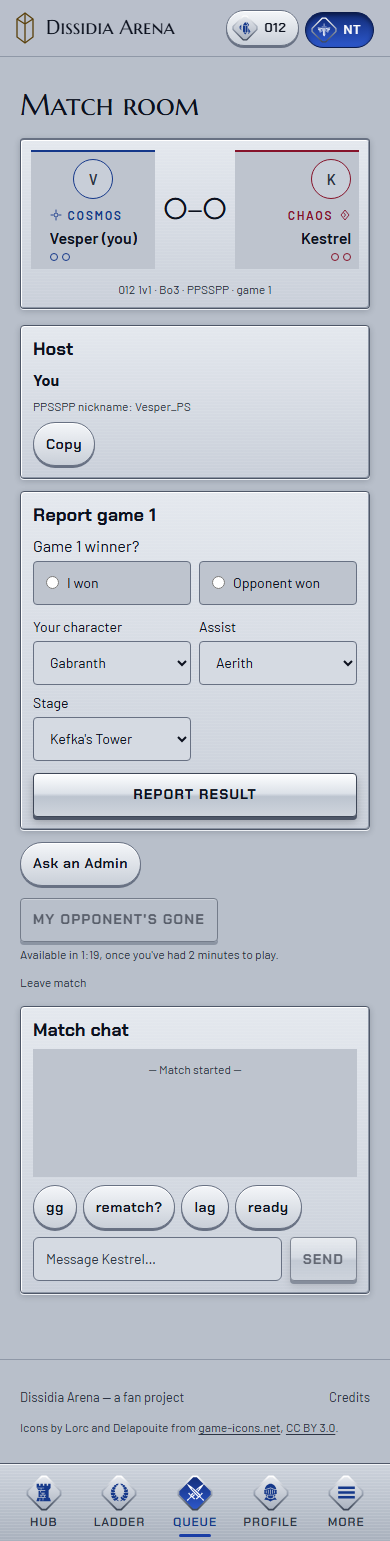 Dissidia Arena
012
NT
Match room
V
K
COSMOS
CHAOS
O–O
Vesper (you)
Kestrel
012 1v1 · Bo3 · PPSSPP · game 1
Host
You
PPSSPP nickname: Vesper_PS
Copy
Report game 1
Game 1 winner?
I won
Opponent won
Your character
Assist
Gabranth
Aerith
Stage
Kefka's Tower
REPORT RESULT
Ask an Admin
MY OPPONENT'S GONE
Available in 1:19, once you've had 2 minutes to play.
Leave match
Match chat
— Match started —
gg
rematch?
lag
ready
Message Kestrel...
SEND
Dissidia Arena — a fan project
Credits
Icons by Lorc and Delapouite from game-icons.net, CC BY 3.0.
HUB
LADDER
QUEUE
PROFILE
MORE